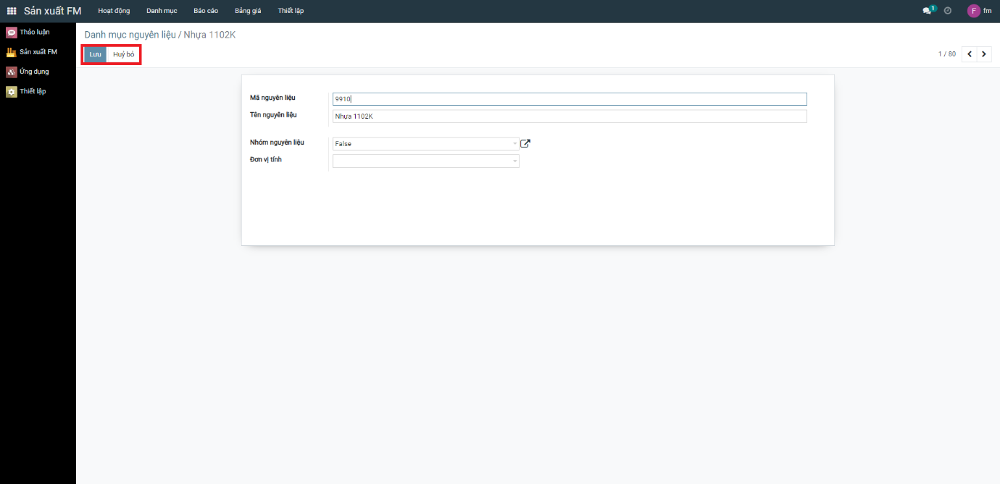 Sản xuất FM Hoạt động Danh mục Báo cáo Bảng giá Thiết lập 1 F fm
Thảo luận
Sản xuất FM
Ứng dụng
Thiết lập
Danh mục nguyên liệu / Nhựa 1102K
Lưu Huỷ bỏ 1 / 80
Mã nguyên liệu 9910
Tên nguyên liệu Nhựa 1102K
Nhóm nguyên liệu False
Đơn vị tính